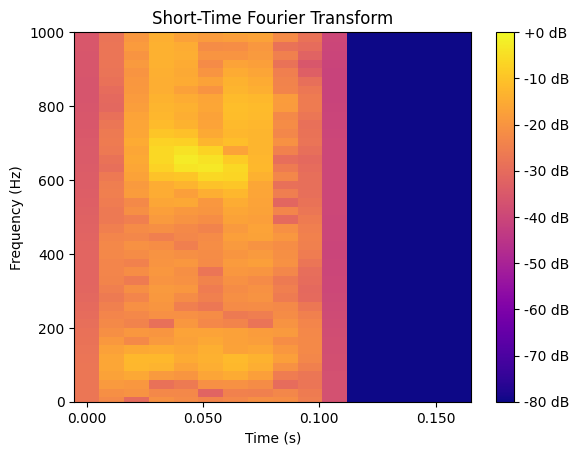 Short-Time Fourier Transform
1000
800
600
400
200
0
Frequency (Hz)
0.000
0.050
0.100
0.150
Time (s)
+0 dB
-10 dB
-20 dB
-30 dB
-40 dB
-50 dB
-60 dB
-70 dB
-80 dB